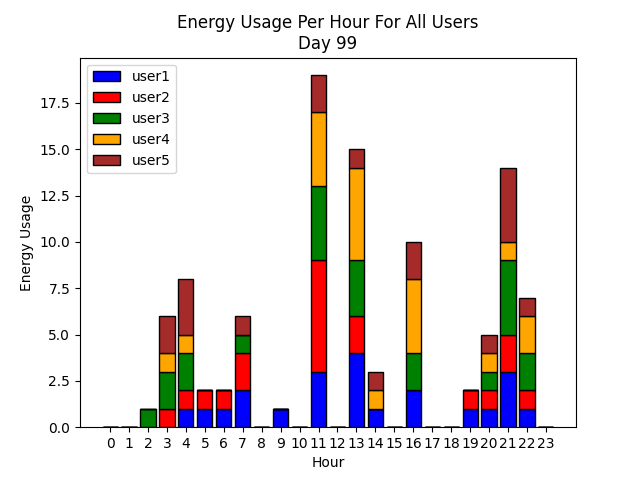 Energy Usage Per Hour For All Users
Day 99
user1
user2
user3
user4
user5
Energy Usage
17.5
15.0
12.5
10.0
7.5
5.0
2.5
0.0
0 1 2 3 4 5 6 7 8 9 10 11 12 13 14 15 16 17 18 19 20 21 22 23
Hour